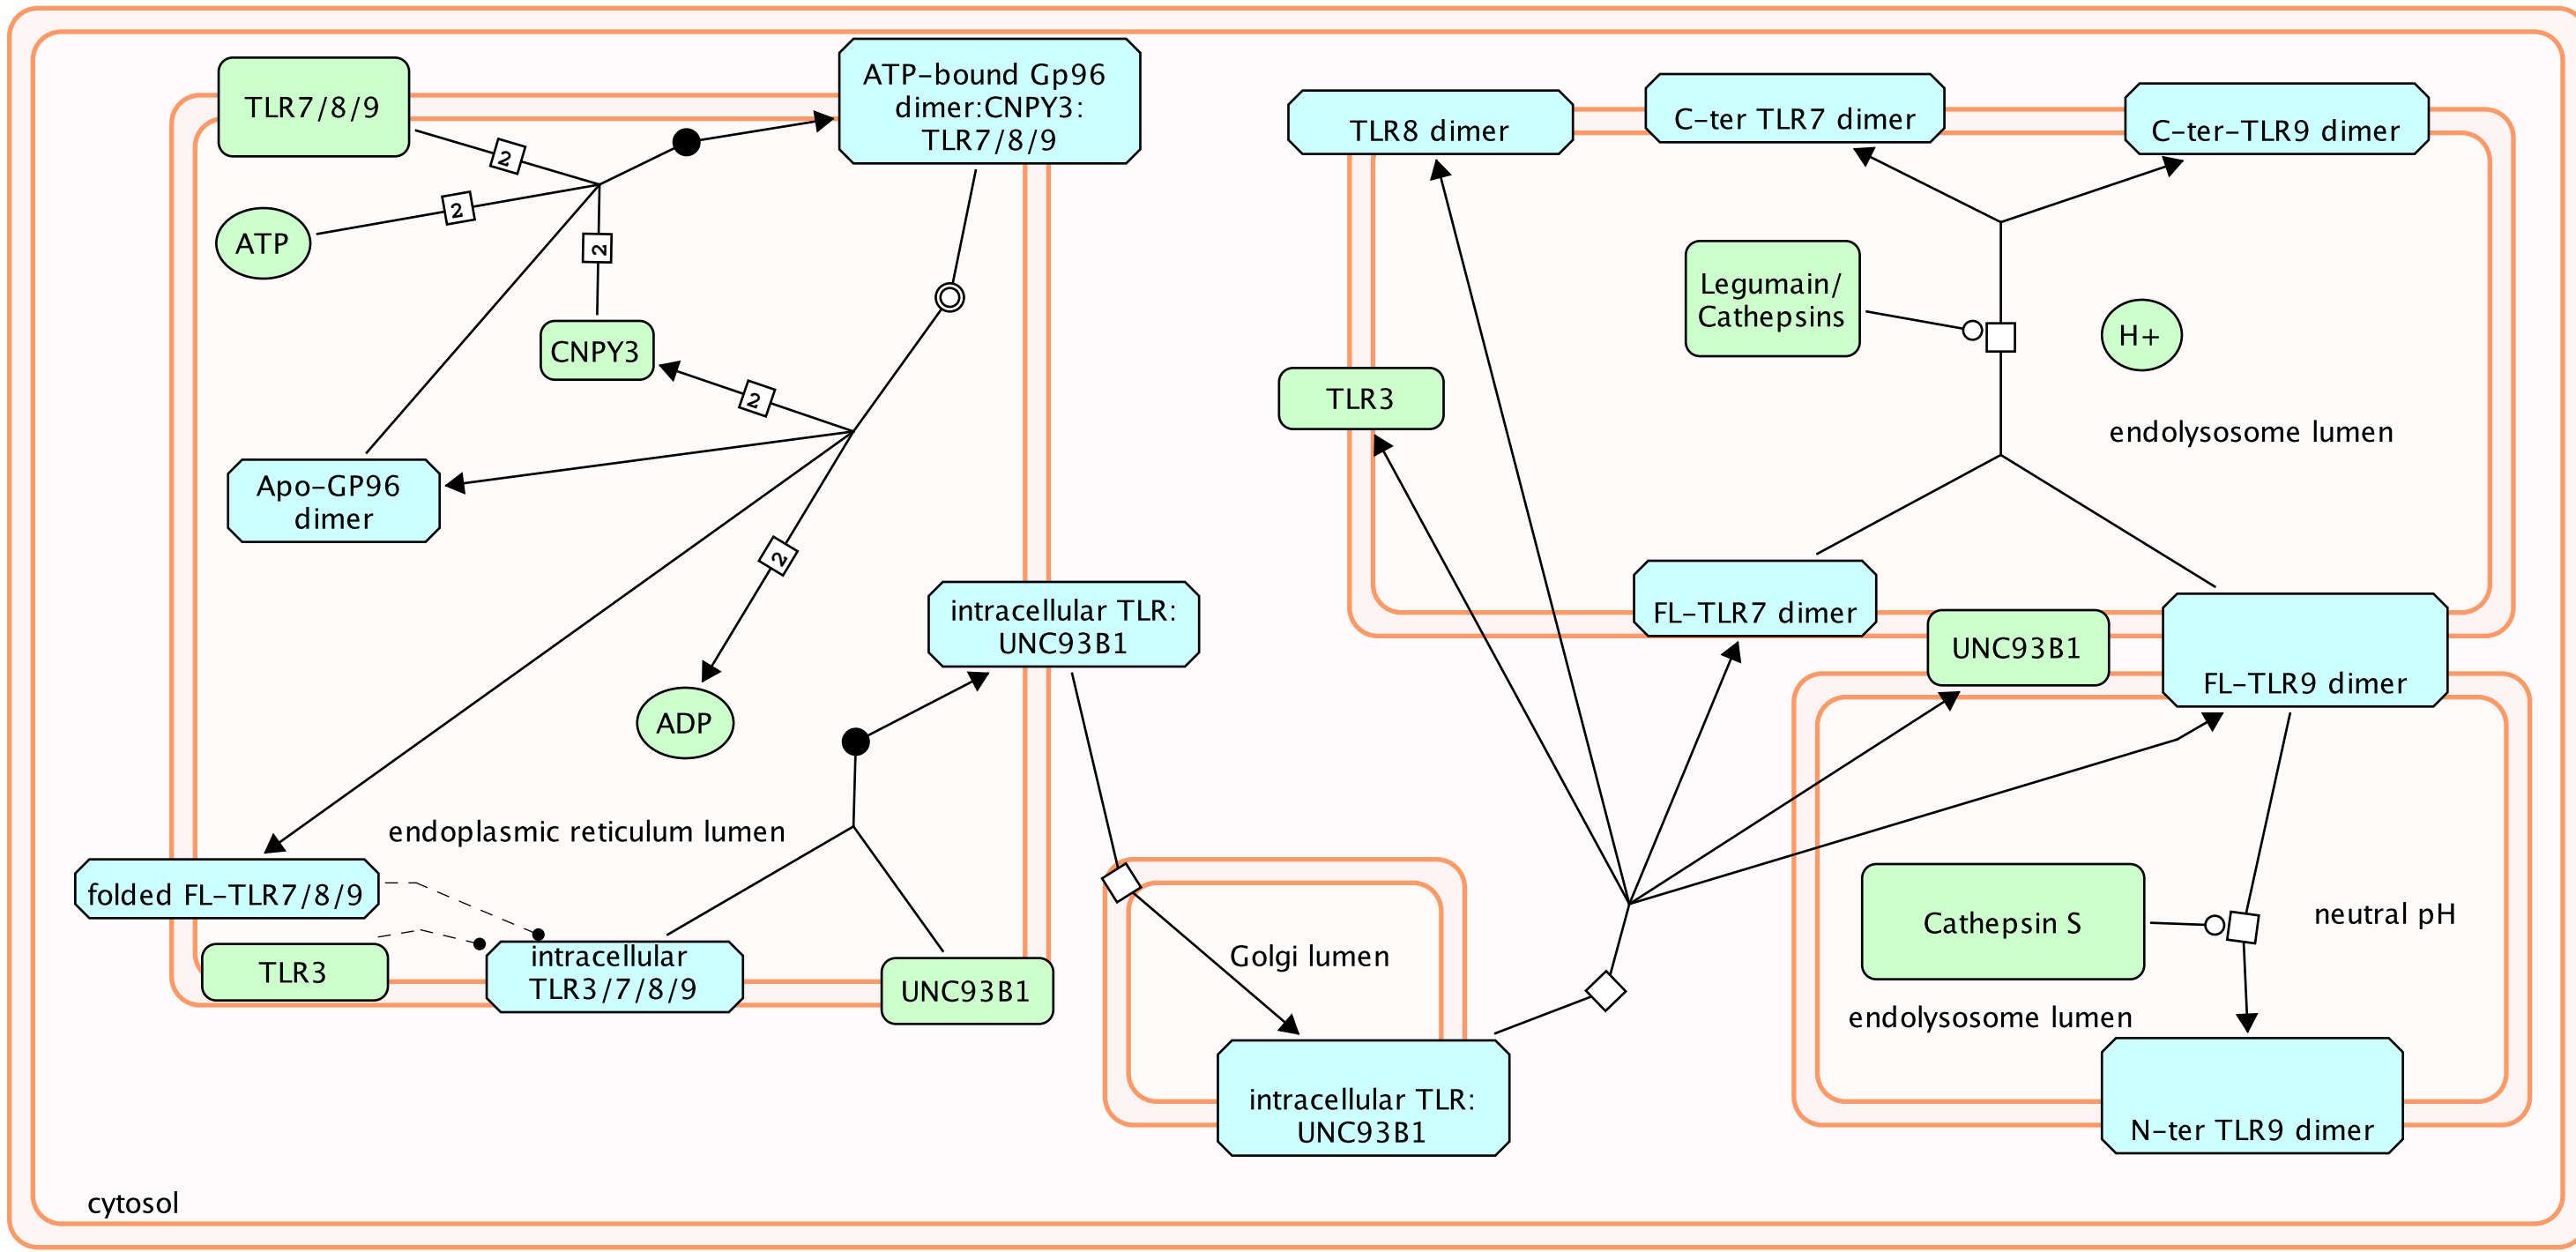 TLR7/8/9
ATP-bound Gp96
dimer:CNPY3:
TLR7/8/9
2
2
ATP
2
CNPY3
2
Apo-GP96
dimer
2
intracellular TLR:
UNC93B1
ADP
endoplasmic reticulum lumen
folded FL-TLR7/8/9
TLR3
intracellular
TLR3/7/8/9
UNC93B1
Golgi lumen
intracellular TLR:
UNC93B1
cytosol
TLR8 dimer
C-ter TLR7 dimer
C-ter-TLR9 dimer
Legumain/
Cathepsins
H+
TLR3
endolysosome lumen
FL-TLR7 dimer
UNC93B1
FL-TLR9 dimer
Cathepsin S
neutral pH
endolysosome lumen
N-ter TLR9 dimer